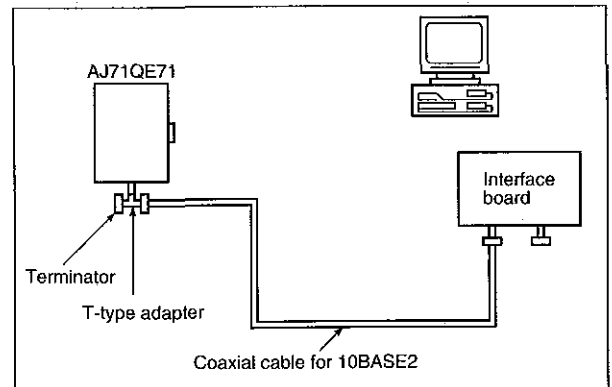 AJ71QE71
Interface
board
Terminator
T-type adapter
Coaxial cable for 10BASE2